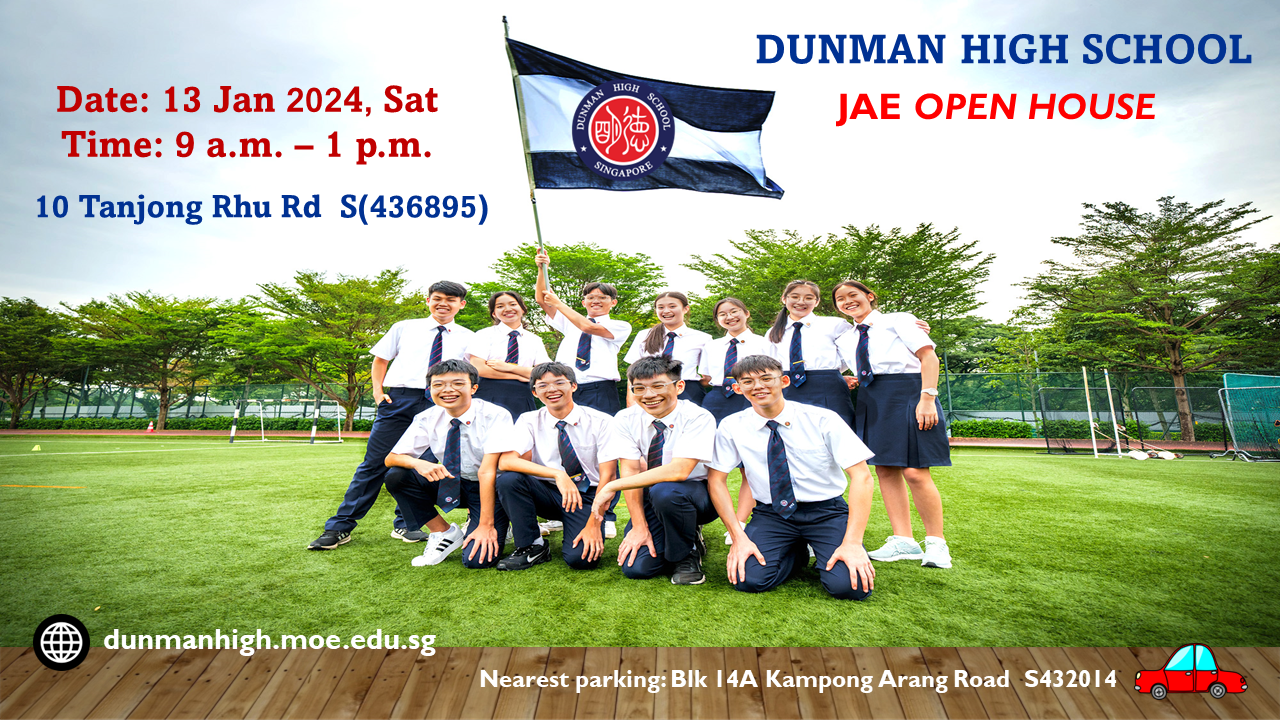 DUNMAN HIGH SCHOOL
JAE OPEN HOUSE
Date: 13 Jan 2024, Sat
Time: 9 a.m. – 1 p.m.
10 Tanjong Rhu Rd S(436895)
DUNMAN HIGH SCHOOL
SINGAPORE
dunmanhigh.moe.edu.sg
Nearest parking: Blk 14A Kampong Arang Road S432014